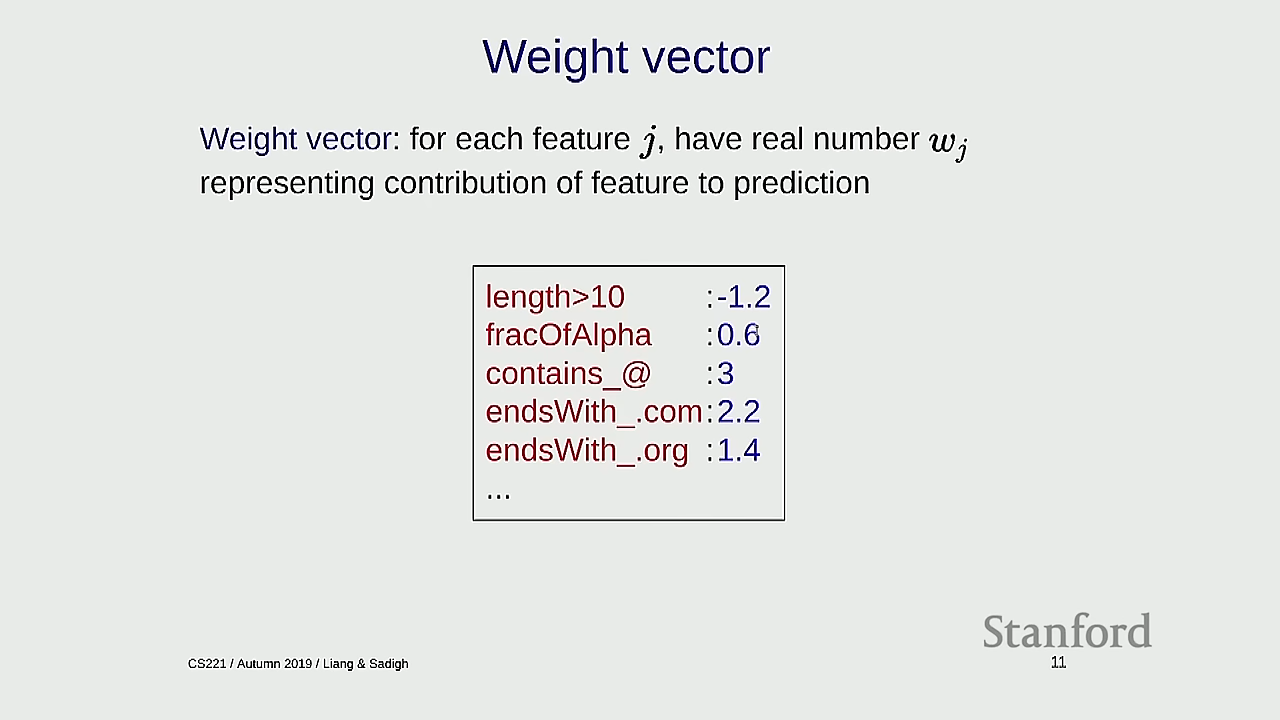 Weight vector
Weight vector: for each feature j, have real number w_j
representing contribution of feature to prediction
length>10 :-1.2
fracOfAlpha :0.6
contains_@ :3
endsWith_.com:2.2
endsWith_.org :1.4
...
Stanford
CS221 / Autumn 2019 / Liang & Sadigh 11